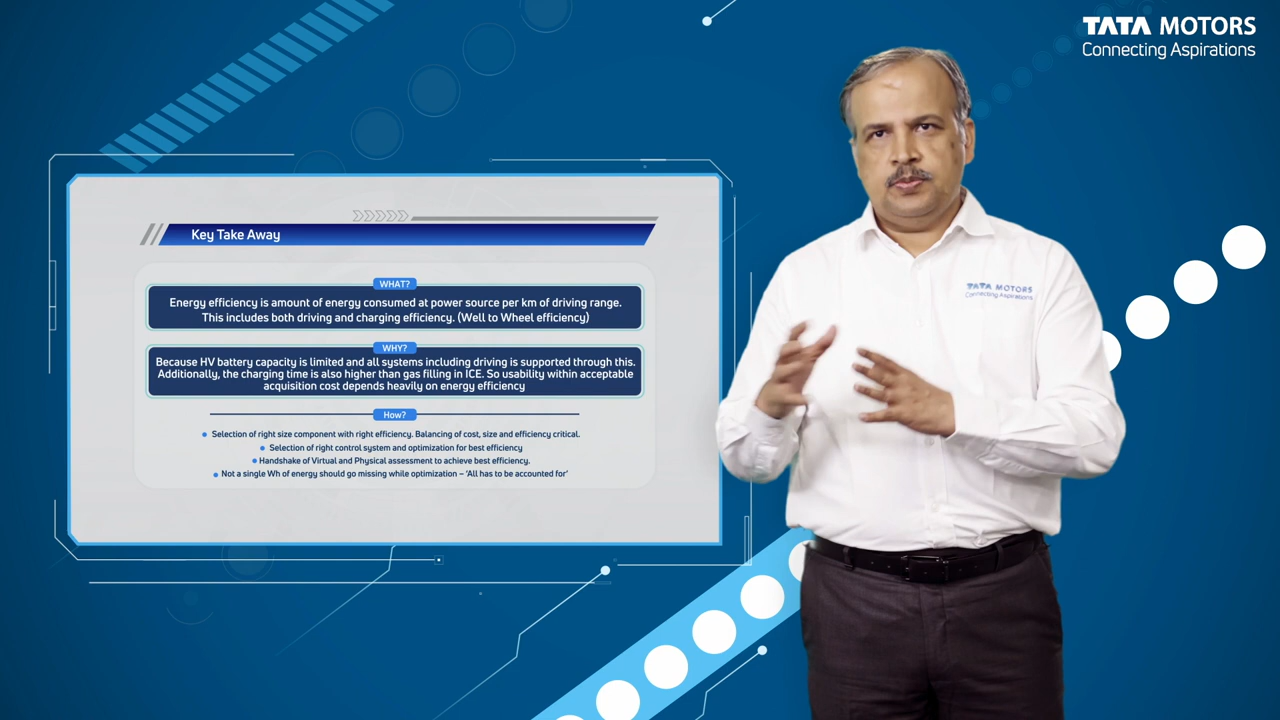 TATA MOTORS
Connecting Aspirations
Key Take Away
WHAT?
Energy efficiency is amount of energy consumed at power source per km of driving range.
This includes both driving and charging efficiency. (Well to Wheel efficiency)
WHY?
Because HV battery capacity is limited and all systems including driving is supported through this.
Additionally, the charging time is also higher than gas filling in ICE. So usability within acceptable
acquisition cost depends heavily on energy efficiency
How?
Selection of right size component with right efficiency. Balancing of cost, size and efficiency critical.
Selection of right control system and optimization for best efficiency
Handshake of Virtual and Physical assessment to achieve best efficiency.
Not a single Wh of energy should go missing while optimization – ‘All has to be accounted for’
TATA MOTORS
Connecting Aspirations